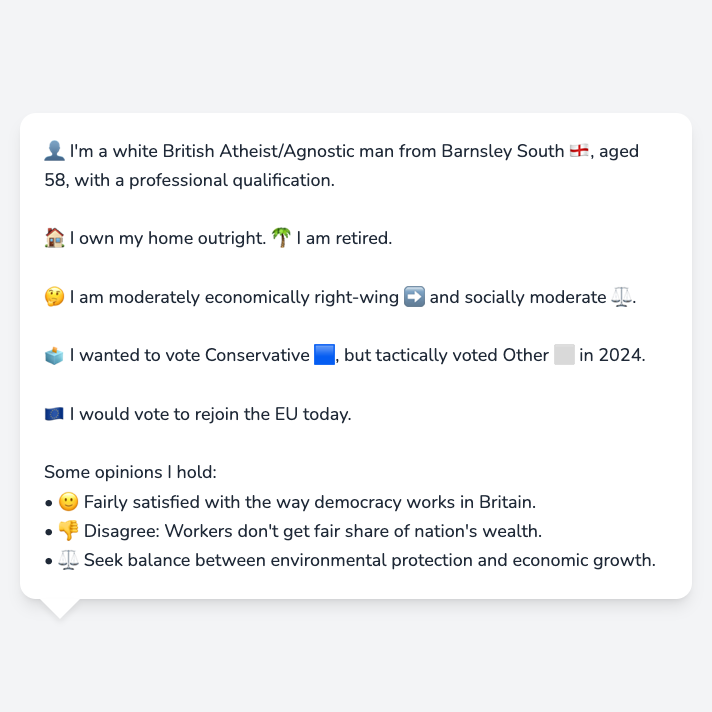 👤 I'm a white British Atheist/Agnostic man from Barnsley South 🏴󠁧󠁢󠁥󠁮󠁧󠁿, aged
58, with a professional qualification.
🏠 I own my home outright. 🌴 I am retired.
🤔 I am moderately economically right-wing ➡️ and socially moderate ⚖️.
🗳️ I wanted to vote Conservative 🟦, but tactically voted Other ⬜ in 2024.
🇪🇺 I would vote to rejoin the EU today.
Some opinions I hold:
• 🙂 Fairly satisfied with the way democracy works in Britain.
• 👎 Disagree: Workers don't get fair share of nation's wealth.
• ⚖️ Seek balance between environmental protection and economic growth.